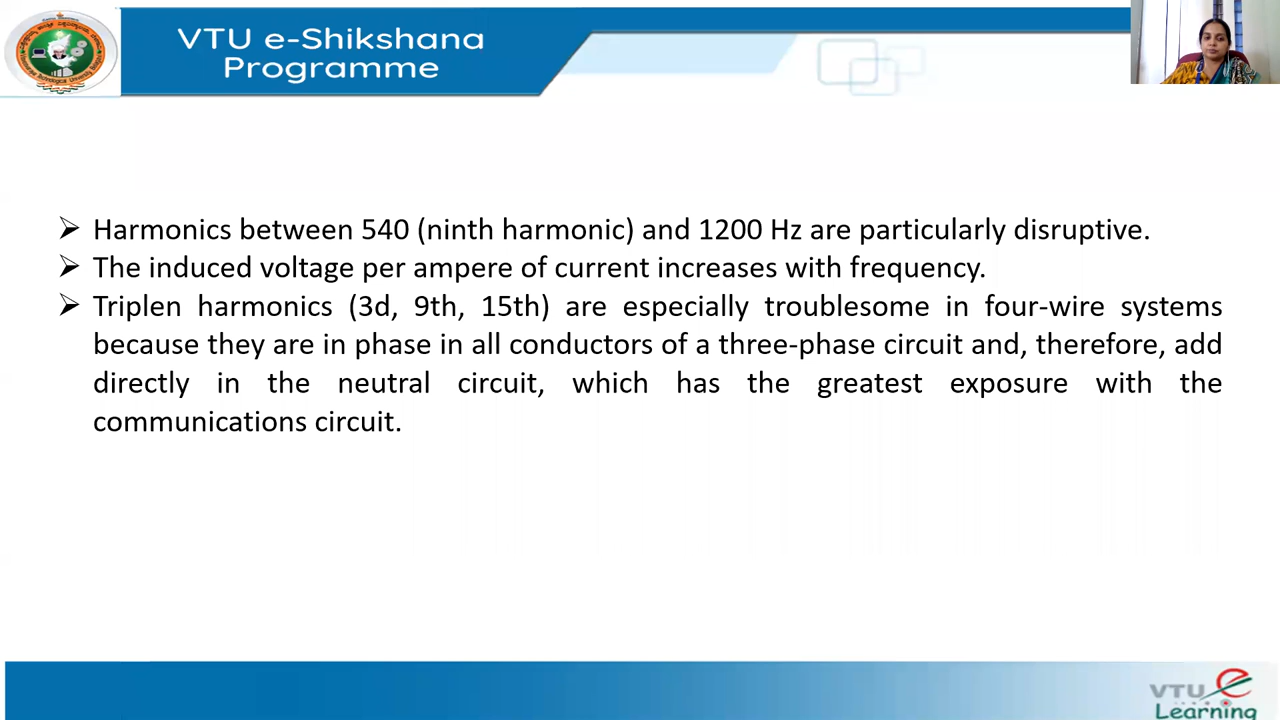 VTU e-Shikshana
Programme
➢ Harmonics between 540 (ninth harmonic) and 1200 Hz are particularly disruptive.
➢ The induced voltage per ampere of current increases with frequency.
➢ Triplen harmonics (3d, 9th, 15th) are especially troublesome in four-wire systems
because they are in phase in all conductors of a three-phase circuit and, therefore, add
directly in the neutral circuit, which has the greatest exposure with the
communications circuit.
VTU e
Learning